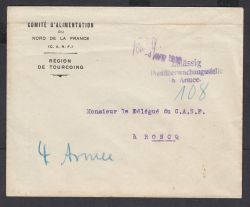 COMITÉ D'ALIMENTATION
DU
NORD DE LA FRANCE
(C. A. N. F.)
RÉGION
DE TOURCOING
Zulässig
Postüberwachungsstelle
4. Armee.
108
Monsieur le Délégué du C.A.N.F.
à RONCQ
4 Armee